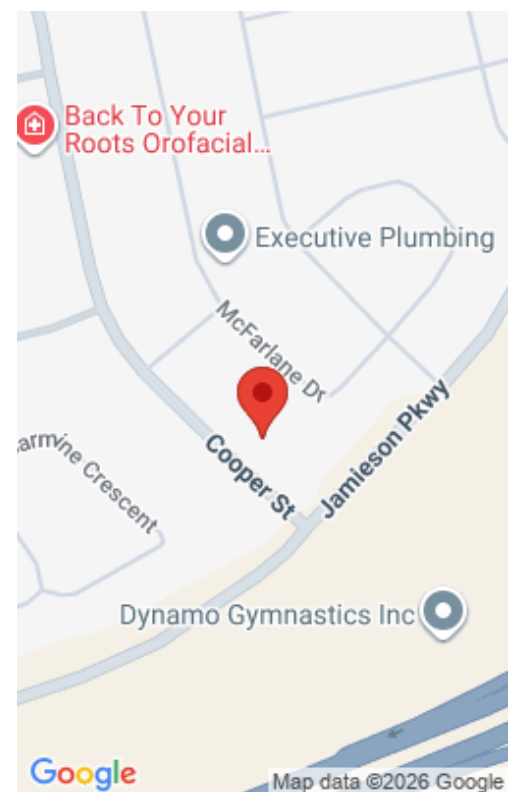 Back To Your
Roots Orofacial...
Executive Plumbing
McFarlane Dr
Jamieson Pkwy
Cooper St
armine Crescent
Dynamo Gymnastics Inc
Google
Map data ©2026 Google